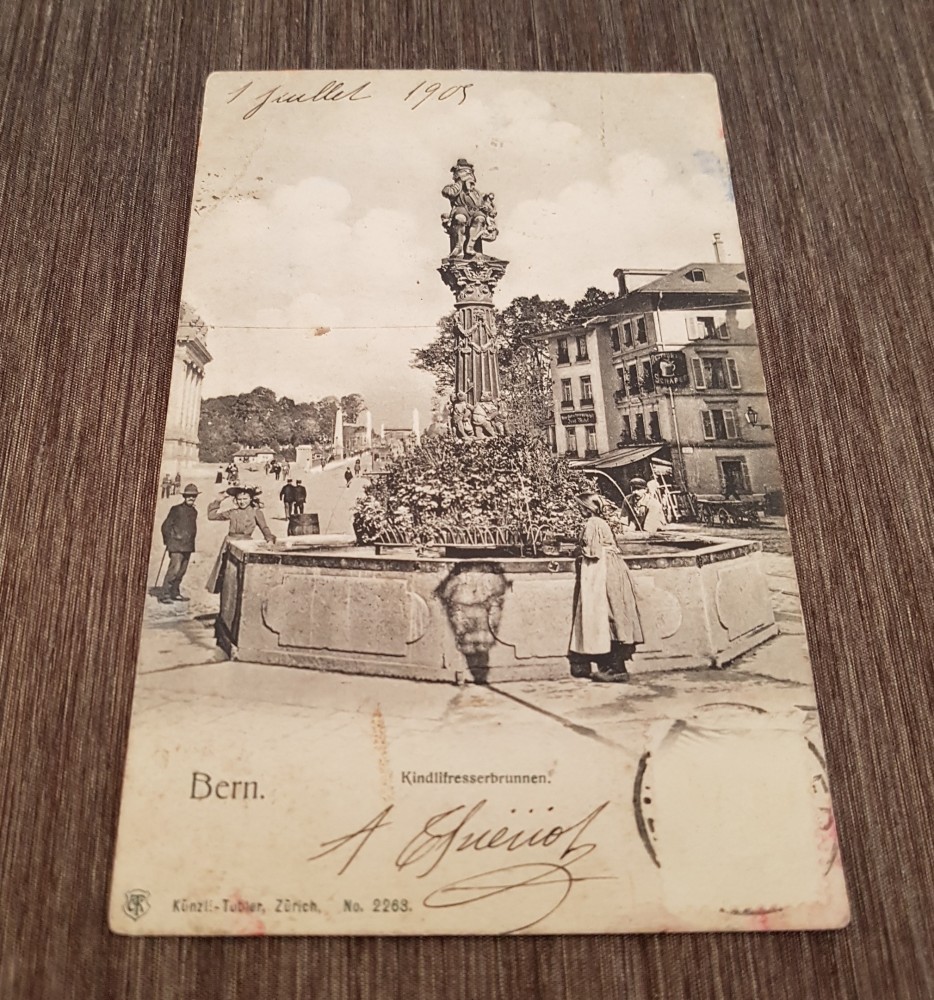 1 Juillet 1905
Bern.
Kindlifresserbrunnen.
A
Künzli-Tobler, Zürich. No. 2263.